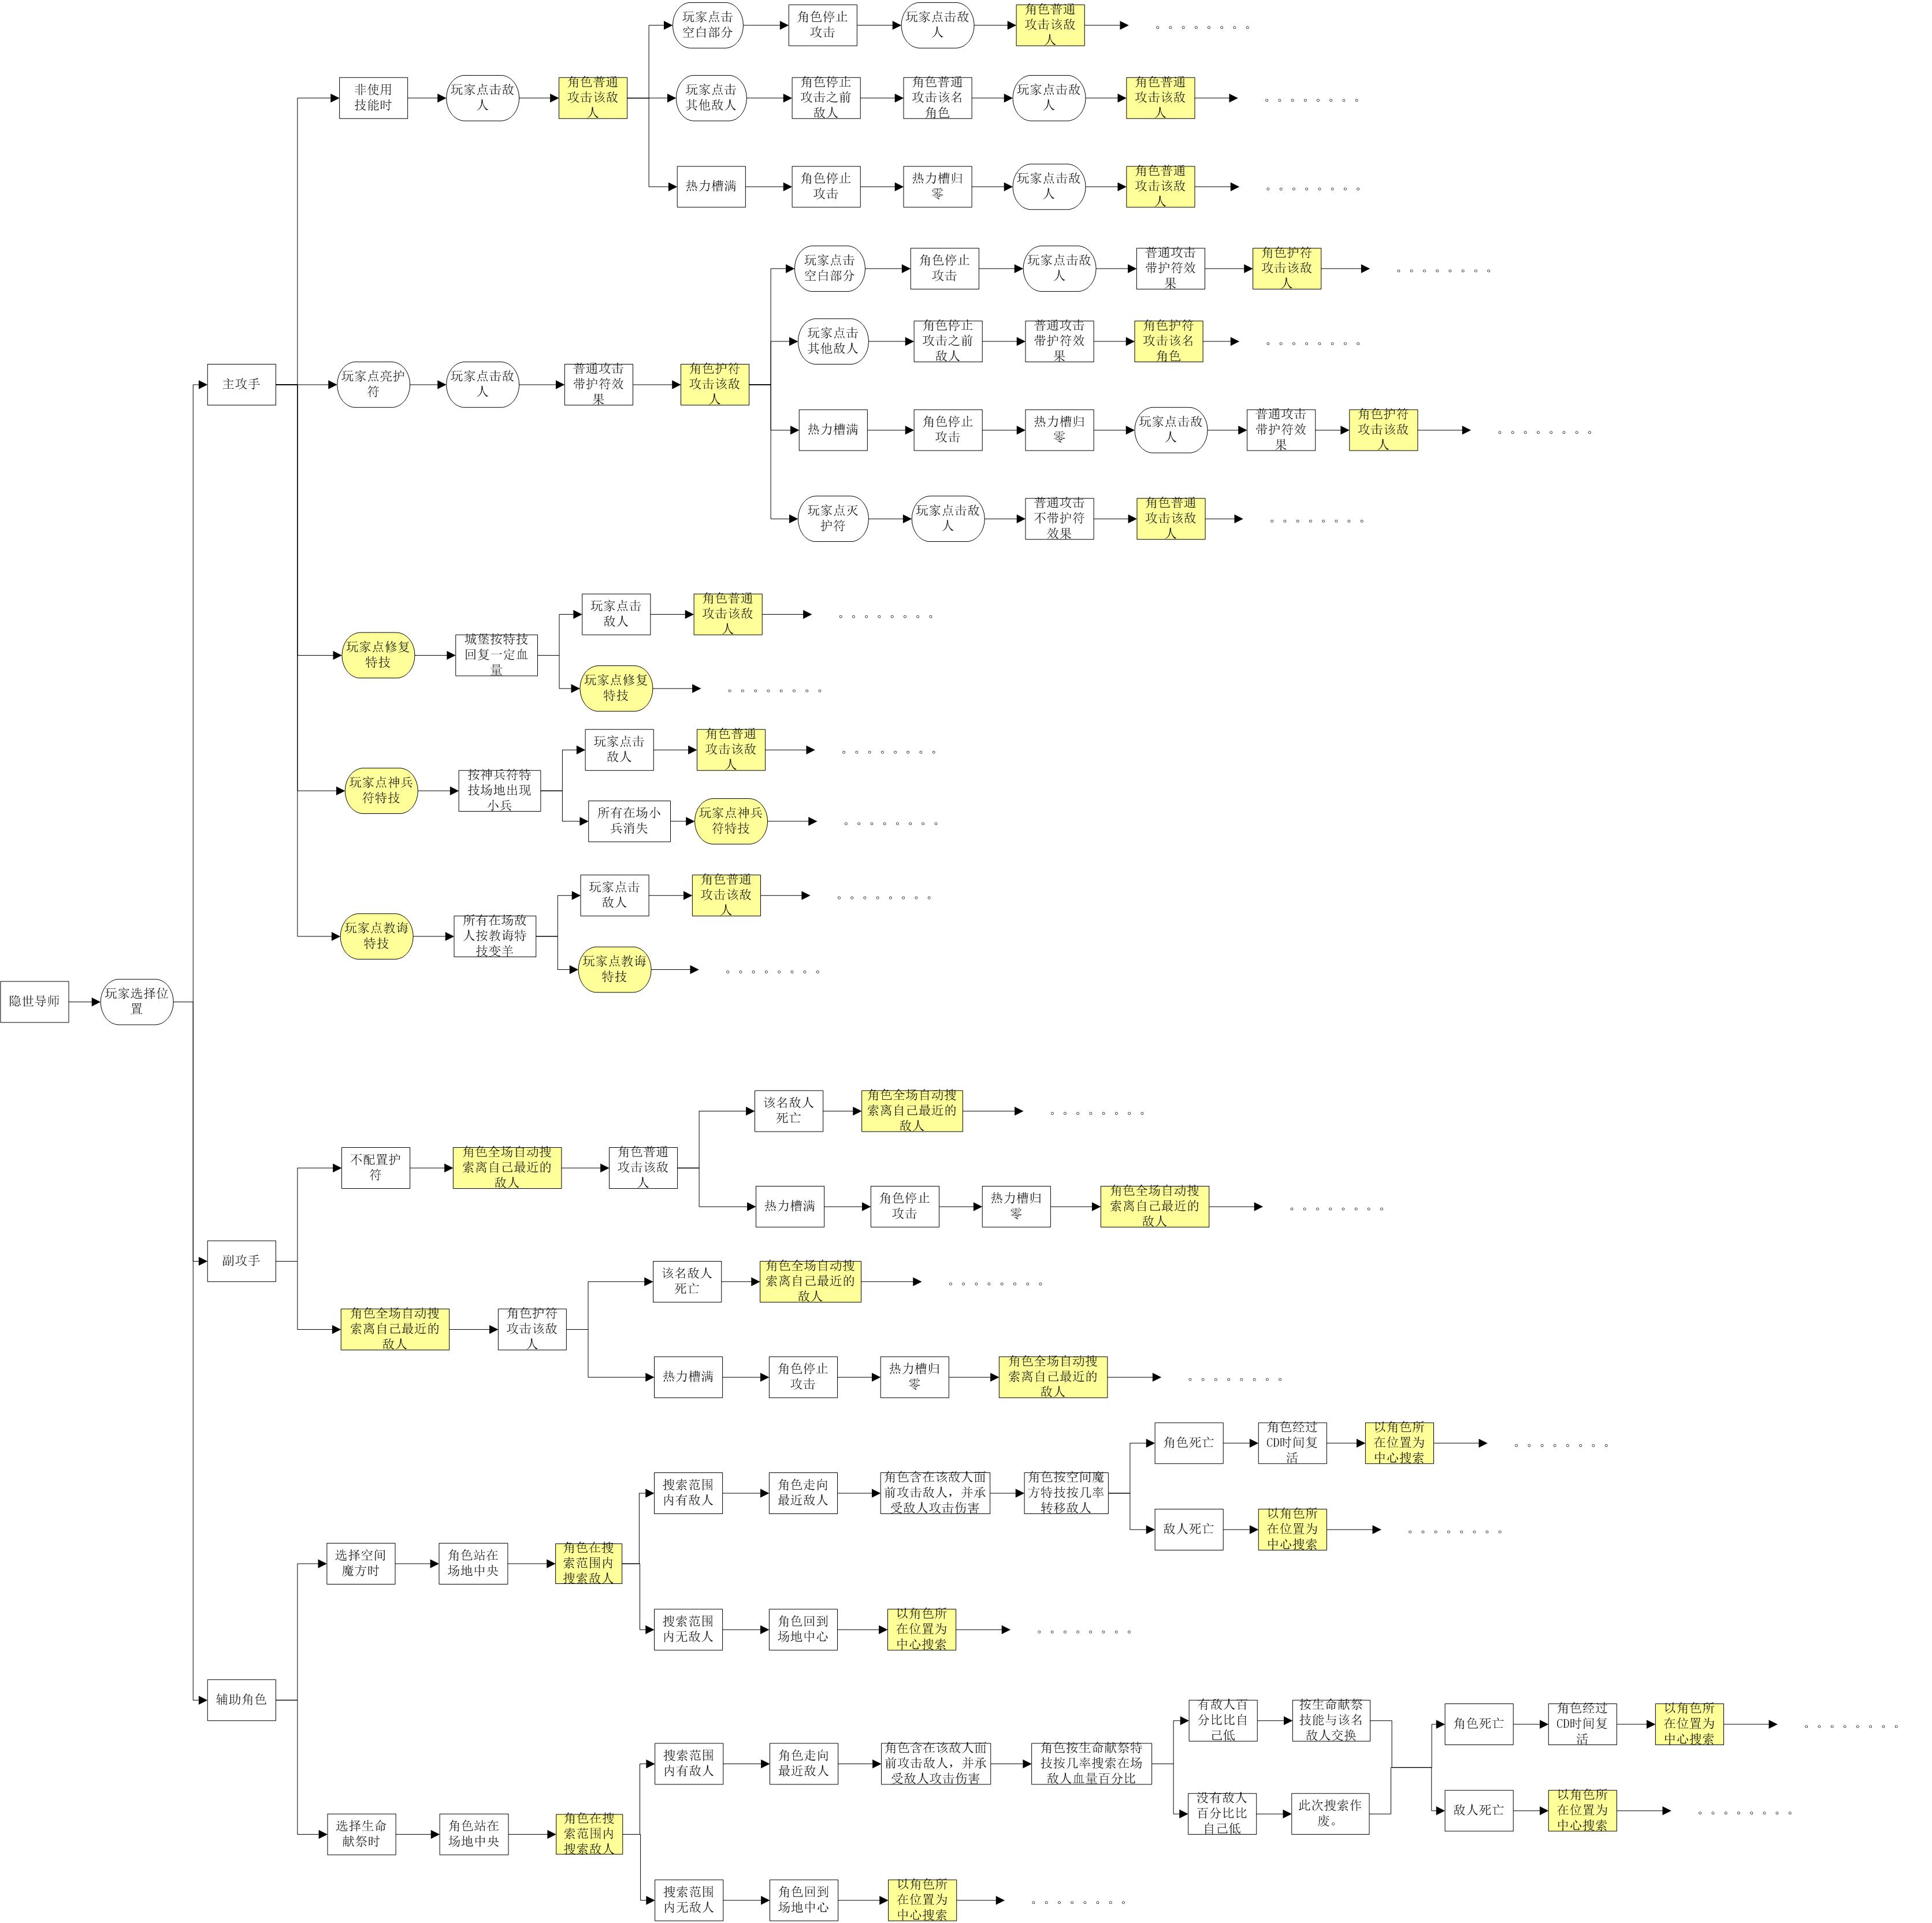 玩家点击
空白部分
角色停止
攻击
玩家点击敌
人
角色普通
攻击该敌
人
。。。。。。。。
非使用
技能时
玩家点击敌
人
角色普通
攻击该敌
人
玩家点击
其他敌人
角色停止
攻击之前
敌人
角色普通
攻击该名
角色
玩家点击敌
人
角色普通
攻击该敌
人
。。。。。。。。
热力槽满
角色停止
攻击
热力槽归
零
玩家点击敌
人
角色普通
攻击该敌
人
。。。。。。。。
玩家点击
空白部分
角色停止
攻击
玩家点击敌
人
普通攻击
带护符效
果
角色护符
攻击该敌
人
。。。。。。。。
玩家点击
其他敌人
角色停止
攻击之前
敌人
普通攻击
带护符效
果
角色护符
攻击该名
角色
。。。。。。。。
主攻手
玩家点亮护
符
玩家点击敌
人
普通攻击
带护符效
果
角色护符
攻击该敌
人
热力槽满
角色停止
攻击
热力槽归
零
玩家点击敌
人
普通攻击
带护符效
果
角色护符
攻击该敌
人
。。。。。。。。
玩家点灭
护符
玩家点击敌
人
普通攻击
不带护符
效果
角色普通
攻击该敌
人
。。。。。。。。
玩家点击
敌人
角色普通
攻击该敌
人
。。。。。。。。
玩家点修复
特技
城堡按特技
回复一定血
量
玩家点修复
特技
。。。。。。。。
玩家点击
敌人
角色普通
攻击该敌
人
。。。。。。。。
玩家点神兵
符特技
按神兵符特
技场地出现
小兵
所有在场小
兵消失
玩家点神兵
符特技
。。。。。。。。
玩家点击
敌人
角色普通
攻击该敌
人
。。。。。。。。
玩家点教诲
特技
所有在场敌
人按教诲特
技变羊
玩家点教诲
特技
。。。。。。。。
隐世导师
玩家选择位
置
该名敌人
死亡
角色全场自动搜
索离自己最近的
敌人
。。。。。。。。
不配置护
符
角色全场自动搜
索离自己最近的
敌人
角色普通
攻击该敌
人
热力槽满
角色停止
攻击
热力槽归
零
角色全场自动搜
索离自己最近的
敌人
。。。。。。。。
副攻手
该名敌人
死亡
角色全场自动搜
索离自己最近的
敌人
。。。。。。。。
角色全场自动搜
索离自己最近的
敌人
角色护符
攻击该敌
人
热力槽满
角色停止
攻击
热力槽归
零
角色全场自动搜
索离自己最近的
敌人
。。。。。。。。
角色死亡
角色经过
CD时间复
活
以角色所
在位置为
中心搜索
。。。。。。。。
搜索范围
内有敌人
角色走向
最近敌人
角色含在该敌人面
前攻击敌人，并承
受敌人攻击伤害
角色按空间魔
方特技按几率
转移敌人
敌人死亡
以角色所
在位置为
中心搜索
。。。。。。。。
选择空间
魔方时
角色站在
场地中央
角色在搜
索范围内
搜索敌人
搜索范围
内无敌人
角色回到
场地中心
以角色所
在位置为
中心搜索
。。。。。。。。
辅助角色
有敌人百
分比比自
己低
按生命献祭
技能与该名
敌人交换
角色死亡
角色经过
CD时间复
活
以角色所
在位置为
中心搜索
。。。。。。。。
搜索范围
内有敌人
角色走向
最近敌人
角色含在该敌人面
前攻击敌人，并承
受敌人攻击伤害
角色按生命献祭特
技按几率搜索在场
敌人血量百分比
没有敌人
百分比比
自己低
此次搜索作
废。
敌人死亡
以角色所
在位置为
中心搜索
。。。。。。。。
选择生命
献祭时
角色站在
场地中央
角色在搜
索范围内
搜索敌人
搜索范围
内无敌人
角色回到
场地中心
以角色所
在位置为
中心搜索
。。。。。。。。